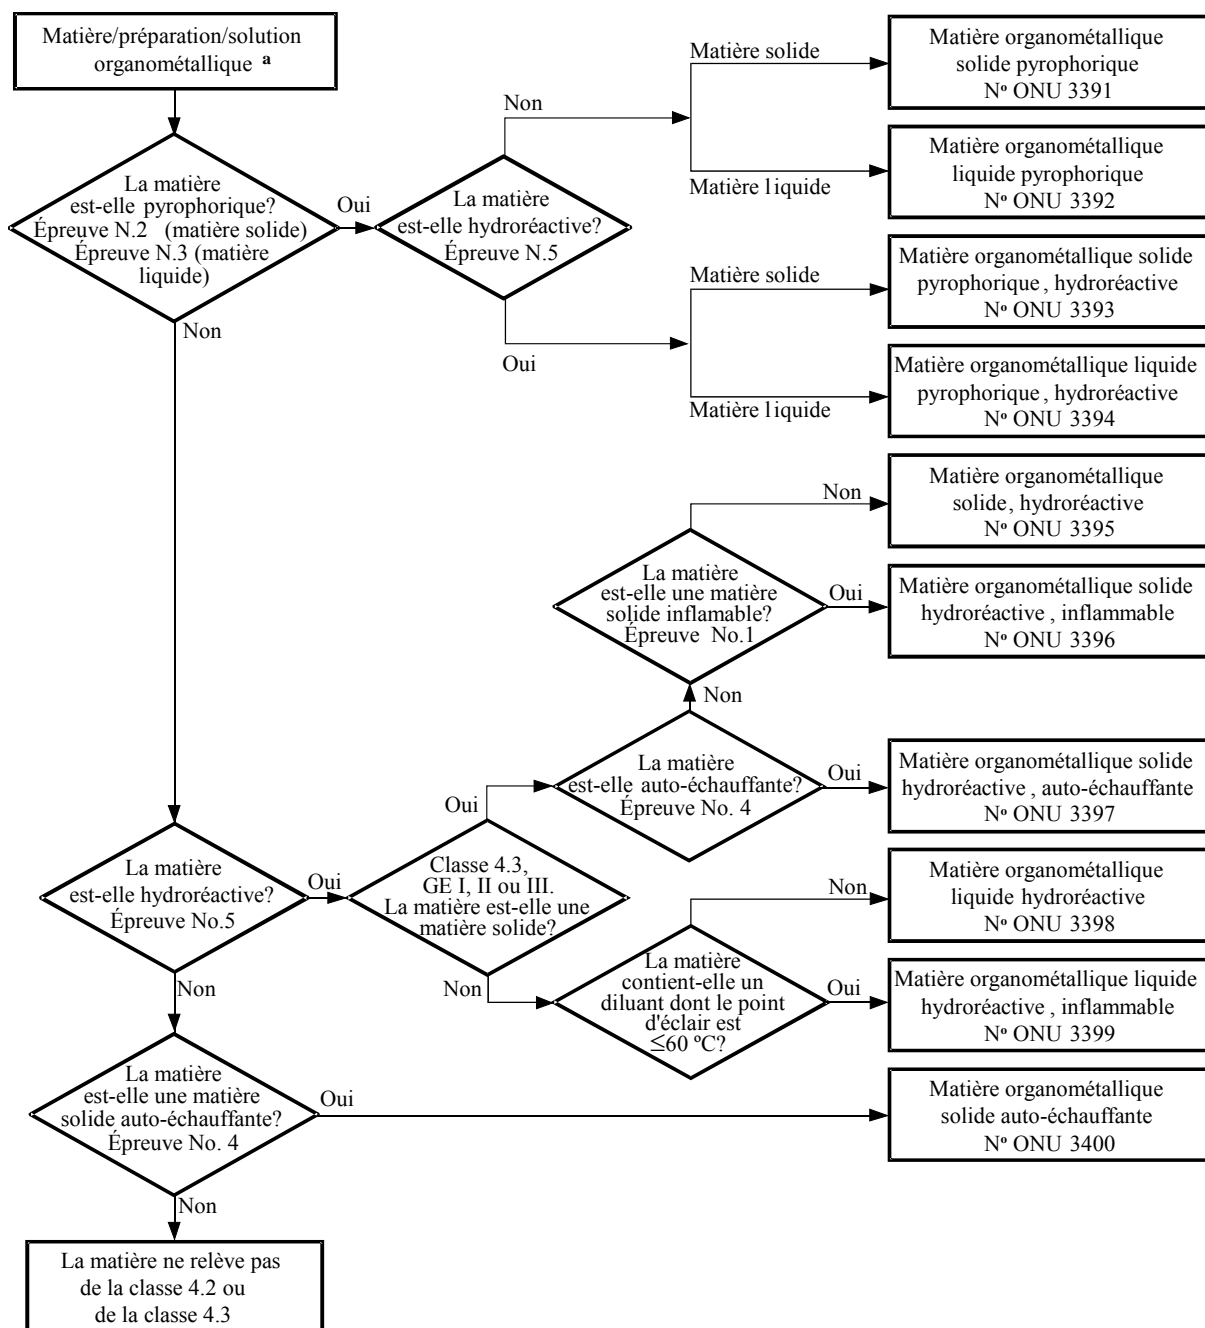 Matière/préparation/solution
organométallique a
La matière
est-elle pyrophorique?
Épreuve N.2 (matière solide)
Épreuve N.3 (matière
liquide)
Oui
Non
La matière
est-elle hydroréactive?
Épreuve N.5
Non
Oui
Matière solide
Matière liquide
Matière solide
Matière liquide
Matière organométallique
solide pyrophorique
Nº ONU 3391
Matière organométallique
liquide pyrophorique
Nº ONU 3392
Matière organométallique solide
pyrophorique, hydroréactive
Nº ONU 3393
Matière organométallique liquide
pyrophorique, hydroréactive
Nº ONU 3394
Non
Matière organométallique
solide, hydroréactive
Nº ONU 3395
La matière
est-elle une matière
solide inflamable?
Épreuve No.1
Oui
Matière organométallique solide
hydroréactive, inflammable
Nº ONU 3396
Non
La matière
est-elle auto-échauffante?
Épreuve No. 4
Oui
Matière organométallique solide
hydroréactive, auto-échauffante
Nº ONU 3397
La matière
est-elle hydroréactive?
Épreuve No.5
Oui
Non
Classe 4.3,
GE I, II ou III.
La matière est-elle une
matière solide?
Oui
Non
La matière
contient-elle un
diluant dont le point
d'éclair est
≤60 ºC?
Non
Oui
Matière organométallique
liquide hydroréactive
Nº ONU 3398
Matière organométallique liquide
hydroréactive, inflammable
Nº ONU 3399
La matière
est-elle une matière
solide auto-échauffante?
Épreuve No. 4
Oui
Non
Matière organométallique
solide auto-échauffante
Nº ONU 3400
La matière ne relève pas
de la classe 4.2 ou
de la classe 4.3